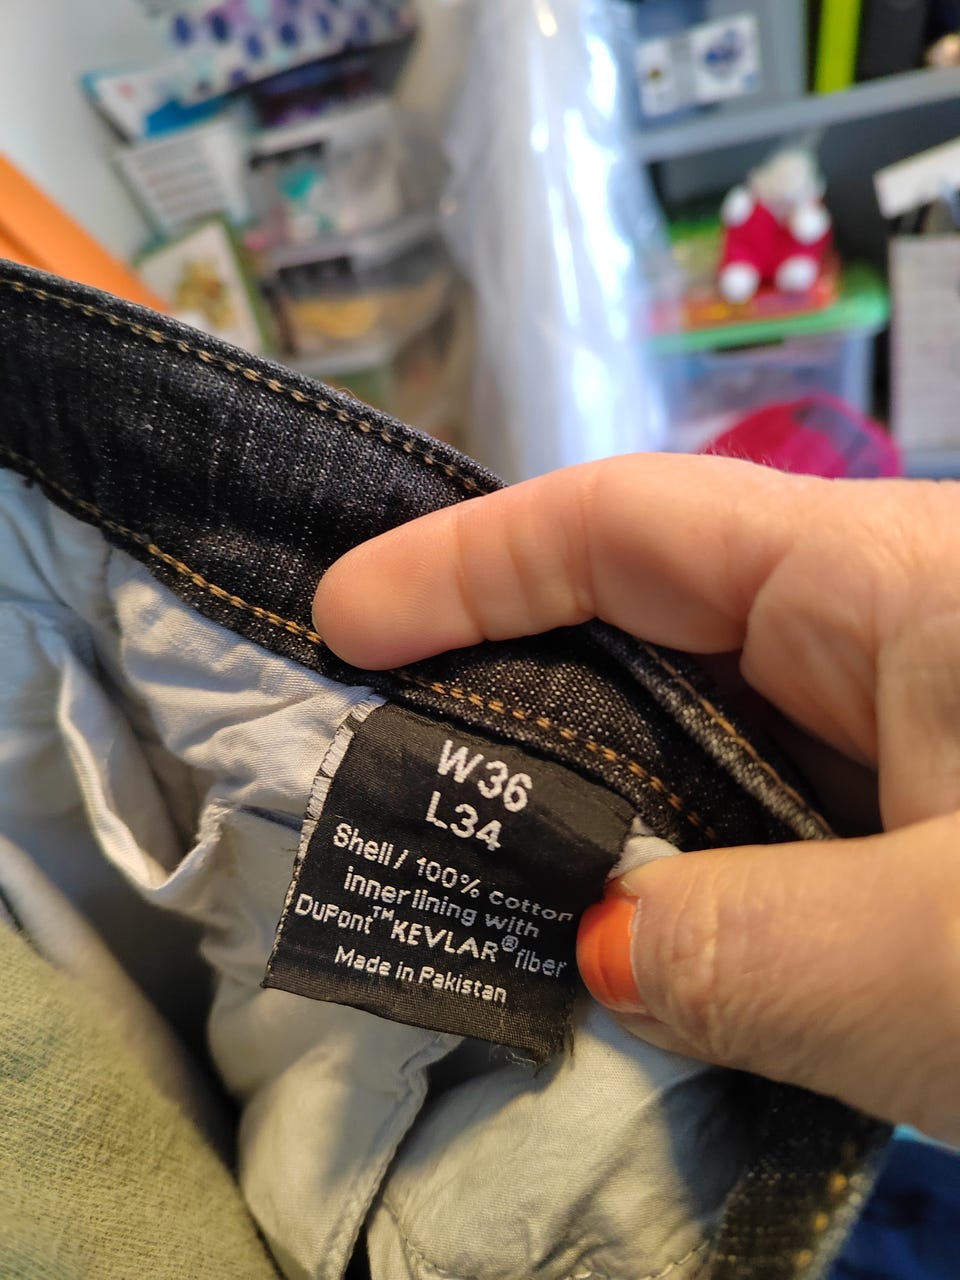 W36
L34
Shell/ 100% cotton
inner lining with
DuPont™ KEVLAR® fiber
Made in Pakistan